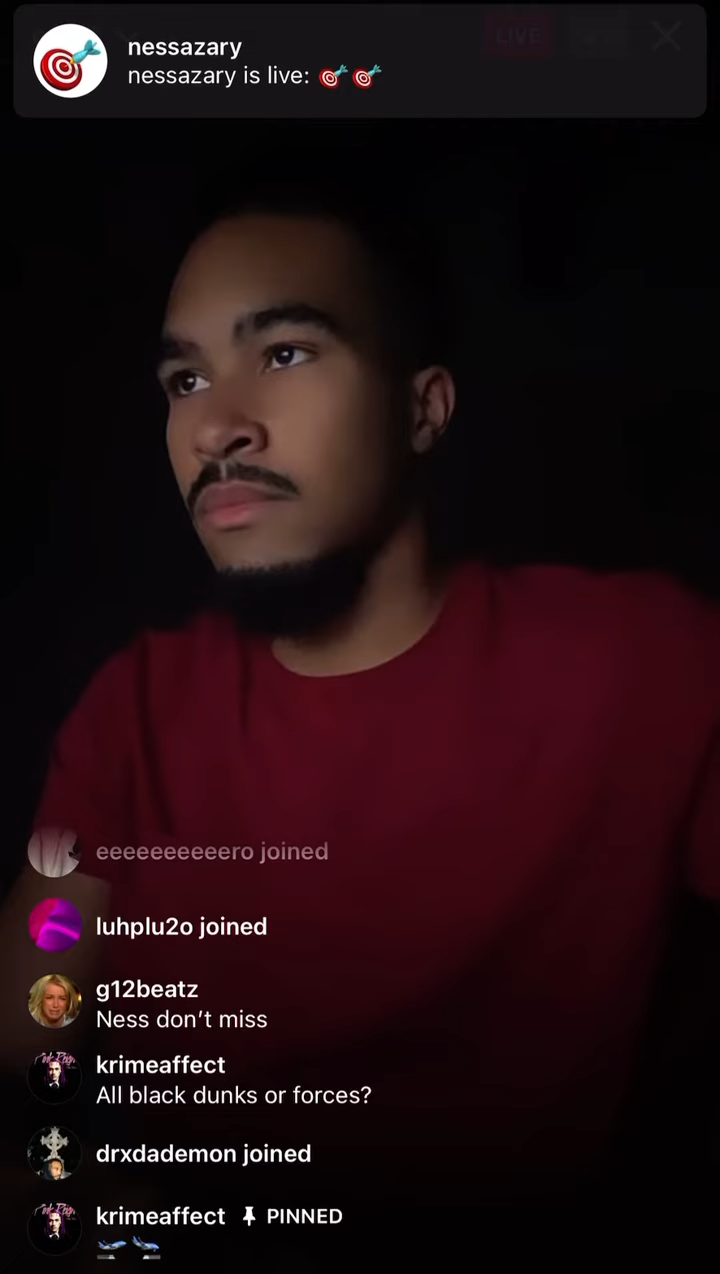 nessazary
nessazary is live: 🎯 🎯
LIVE
eeeeeeeeeero joined
luhplu2o joined
g12beatz
Ness don’t miss
krimeaffect
All black dunks or forces?
drxdademon joined
krimeaffect PINNED
🛫 🛬